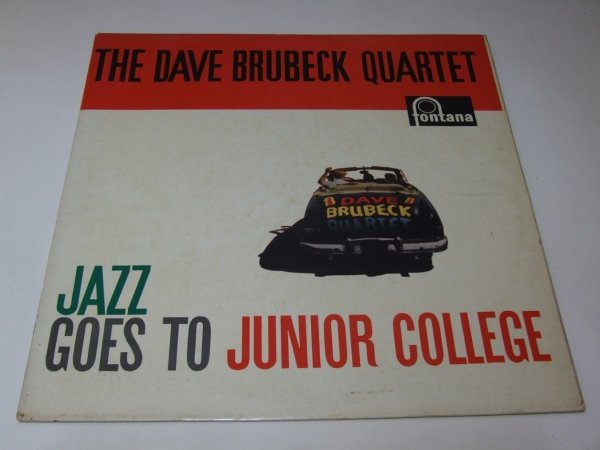 THE DAVE BRUBECK QUARTET
fontana
DAVE
BRUBECK
QUARTET
JAZZ
GOES TO JUNIOR COLLEGE